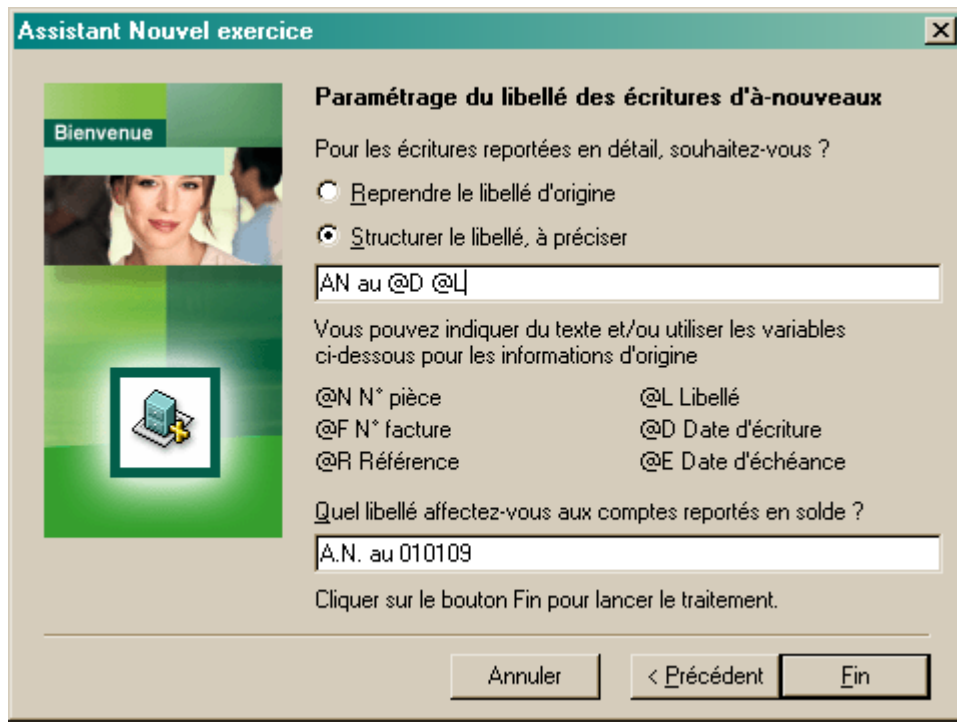 Assistant Nouvel exercice
Bienvenue
Paramétrage du libellé des écritures d'à-nouveaux
Pour les écritures reportées en détail, souhaitez-vous ?
Reprendre le libellé d'origine
Structurer le libellé, à préciser
AN au @D @L
Vous pouvez indiquer du texte et/ou utiliser les variables
ci-dessous pour les informations d'origine
@N N° pièce @L Libellé
@F N° facture @D Date d'écriture
@R Référence @E Date d'échéance
Quel libellé affectez-vous aux comptes reportés en solde ?
A.N. au 010109
Cliquer sur le bouton Fin pour lancer le traitement.
Annuler < Précédent Fin